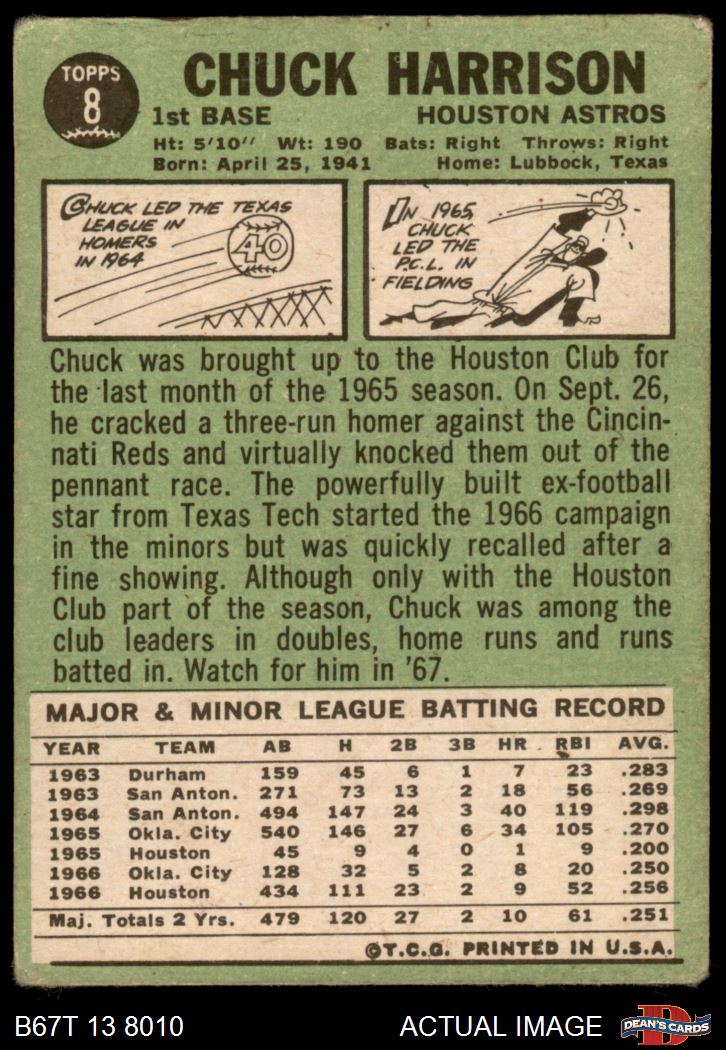 TOPPS
8
CHUCK HARRISON
1st BASE HOUSTON ASTROS
Ht: 5'10" Wt: 190 Bats: Right Throws: Right
Born: April 25, 1941 Home: Lubbock, Texas
CHUCK LED THE TEXAS
LEAGUE IN
HOMERS
IN 1964
40
IN 1965,
CHUCK
LED THE
P.C.L. IN
FIELDING
Chuck was brought up to the Houston Club for
the last month of the 1965 season. On Sept. 26,
he cracked a three-run homer against the Cincin-
nati Reds and virtually knocked them out of the
pennant race. The powerfully built ex-football
star from Texas Tech started the 1966 campaign
in the minors but was quickly recalled after a
fine showing. Although only with the Houston
Club part of the season, Chuck was among the
club leaders in doubles, home runs and runs
batted in. Watch for him in '67.
MAJOR & MINOR LEAGUE BATTING RECORD
YEAR TEAM AB H 2B 3B HR RBI AVG.
1963 Durham 159 45 6 1 7 23 .283
1963 San Anton. 271 73 13 2 18 56 .269
1964 San Anton. 494 147 24 3 40 119 .298
1965 Okla. City 540 146 27 6 34 105 .270
1965 Houston 45 9 4 0 1 9 .200
1966 Okla. City 128 32 5 2 8 20 .250
1966 Houston 434 111 23 2 9 52 .256
Maj. Totals 2 Yrs. 479 120 27 2 10 61 .251
©T.C.G. PRINTED IN U.S.A.
B67T 13 8010 ACTUAL IMAGE
D
DEAN'S CARDS